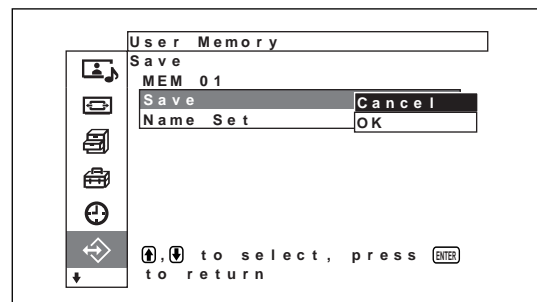 User Memory
Save
MEM 01
Save
Cancel
Name Set
OK
, to select, press ENTER
to return